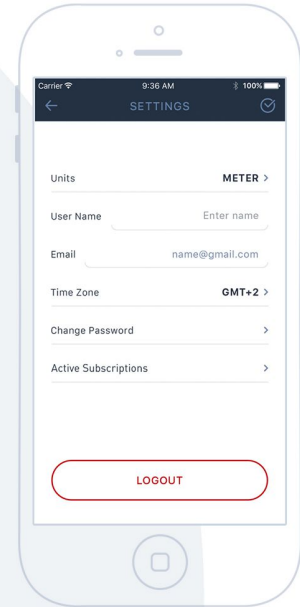 Carrier 9:36 AM 100%
SETTINGS
Units METER >
User Name Enter name
Email name@gmail.com
Time Zone GMT+2 >
Change Password >
Active Subscriptions >
LOGOUT